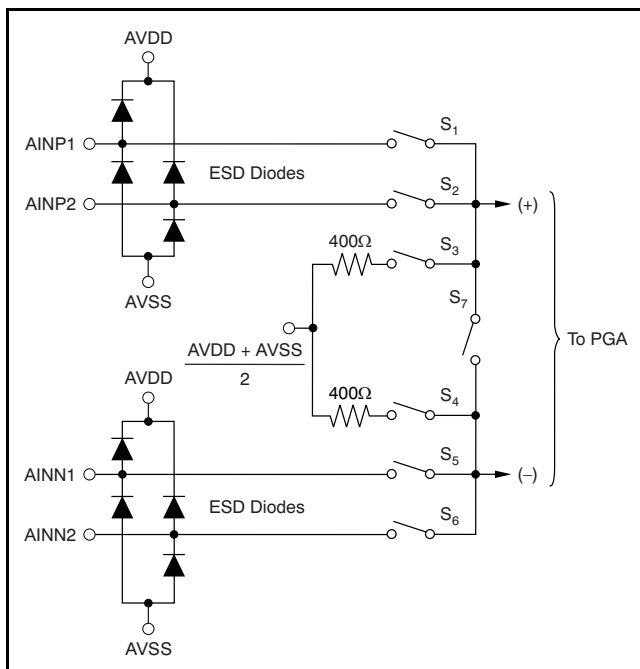 AVDD
AINP1
S1
ESD Diodes
AINP2
S2
(+)
400Ω
S3
AVSS
S7
To PGA
AVDD + AVSS
2
AVDD
400Ω
S4
AINN1
S5
(−)
ESD Diodes
AINN2
S6
AVSS